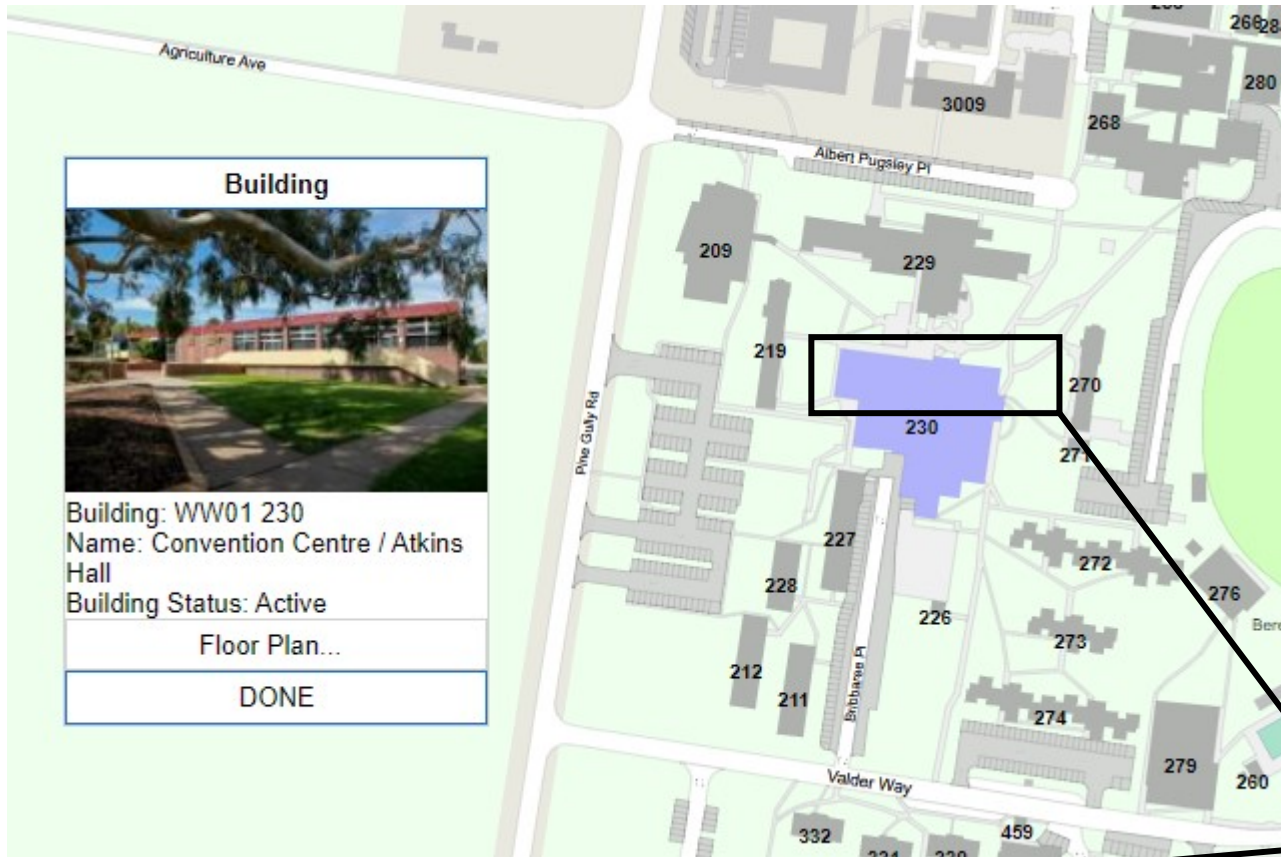 Agriculture Ave
Building
Building: WW01 230
Name: Convention Centre / Atkins
Hall
Building Status: Active
Floor Plan...
DONE
266
280
3009
268
Albert Pugsley Pl
209
229
219
270
230
271
Pine Gully Rd
227
272
228
276
226
273
212
211
Bribbaree Pl
274
279
260
Valder Way
332
459